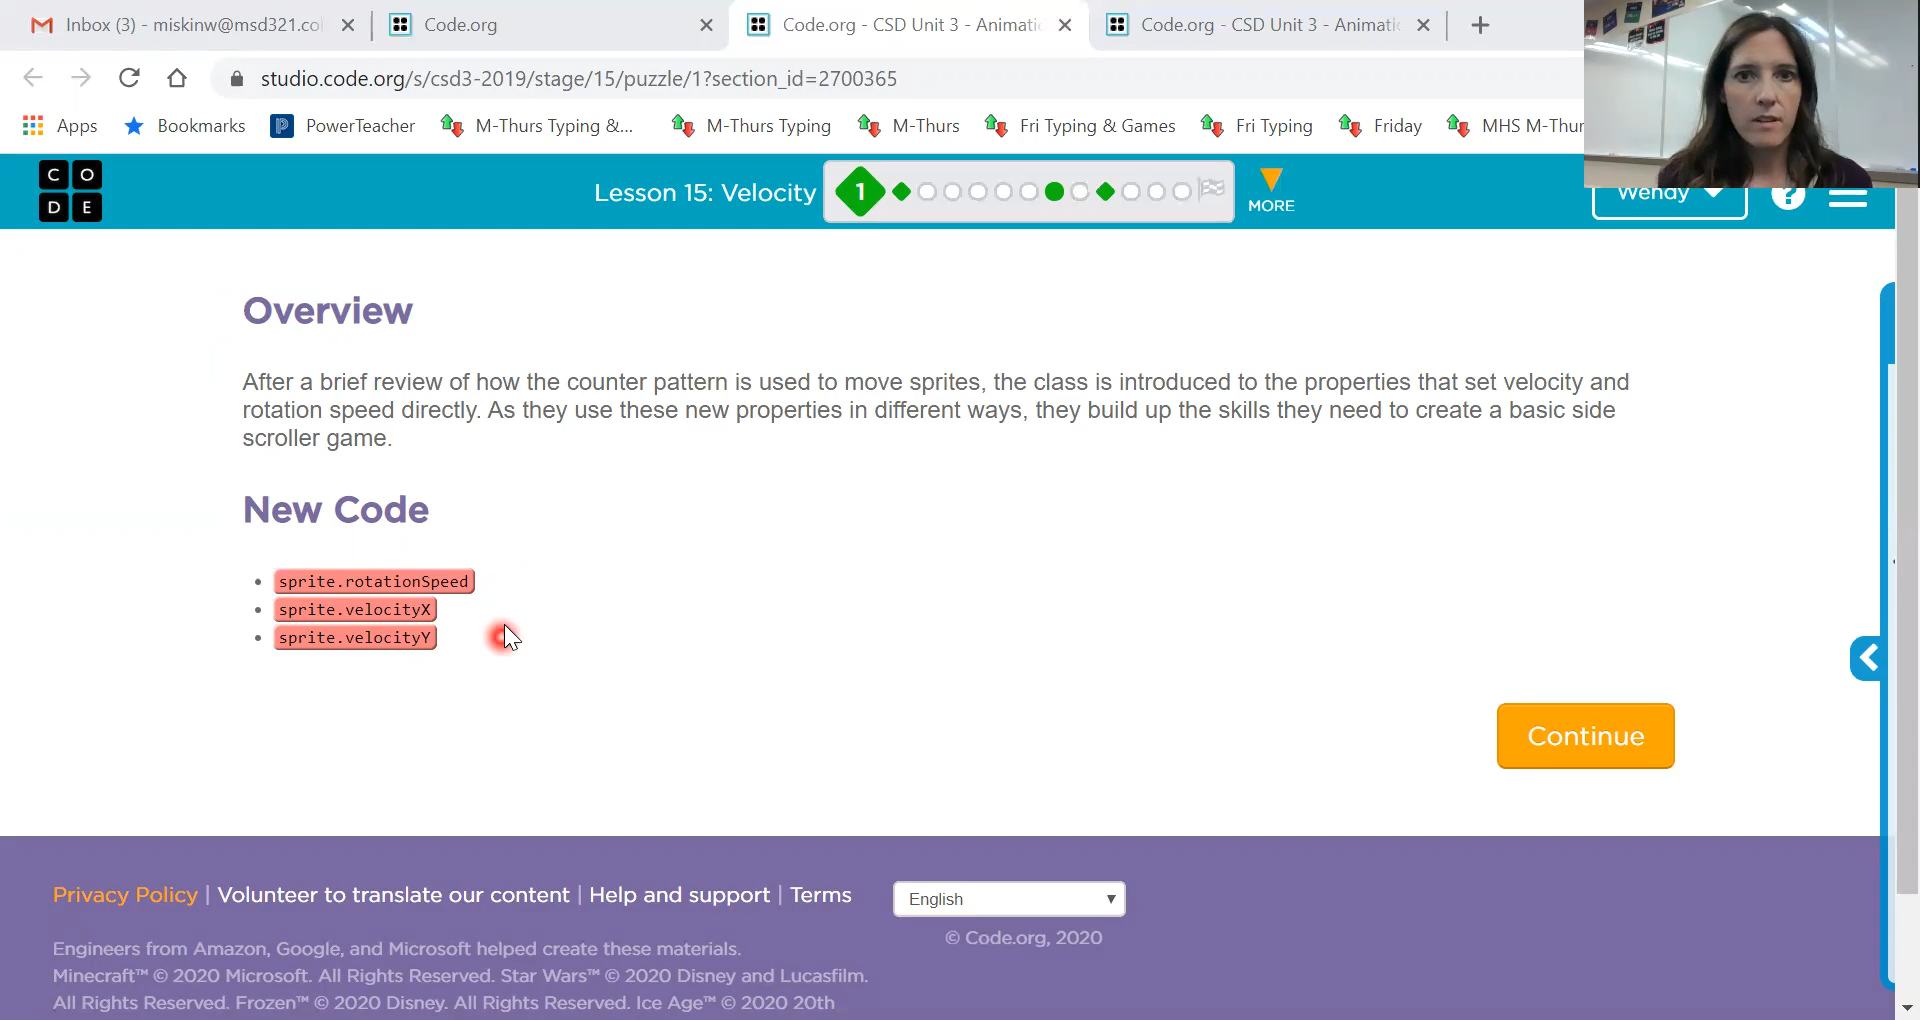 Inbox (3) - miskinw@msd321.co
Code.org
Code.org - CSD Unit 3 - Animati
Code.org - CSD Unit 3 - Animati
studio.code.org/s/csd3-2019/stage/15/puzzle/1?section_id=2700365
Apps
Bookmarks
PowerTeacher
M-Thurs Typing &...
M-Thurs Typing
M-Thurs
Fri Typing & Games
Fri Typing
Friday
MHS M-Thur
C O
D E
Lesson 15: Velocity
1
MORE
Wendy
?
Overview
After a brief review of how the counter pattern is used to move sprites, the class is introduced to the properties that set velocity and
rotation speed directly. As they use these new properties in different ways, they build up the skills they need to create a basic side
scroller game.
New Code
• sprite.rotationSpeed
• sprite.velocityX
• sprite.velocityY
Continue
Privacy Policy | Volunteer to translate our content | Help and support | Terms
English
© Code.org, 2020
Engineers from Amazon, Google, and Microsoft helped create these materials.
Minecraft™ © 2020 Microsoft. All Rights Reserved. Star Wars™ © 2020 Disney and Lucasfilm.
All Rights Reserved. Frozen™ © 2020 Disney. All Rights Reserved. Ice Age™ © 2020 20th